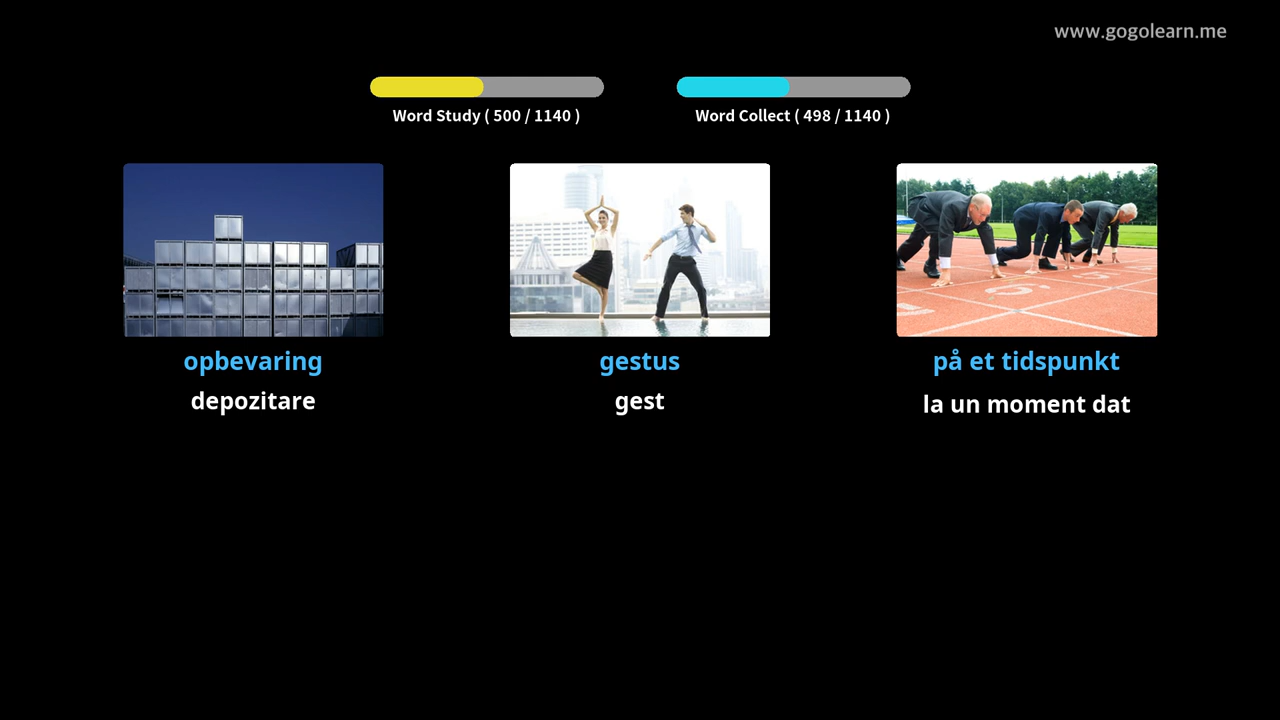 www.gogolearn.me
Word Study ( 500 / 1140 )
Word Collect ( 498 / 1140 )
opbevaring
depozitare
gestus
gest
på et tidspunkt
la un moment dat